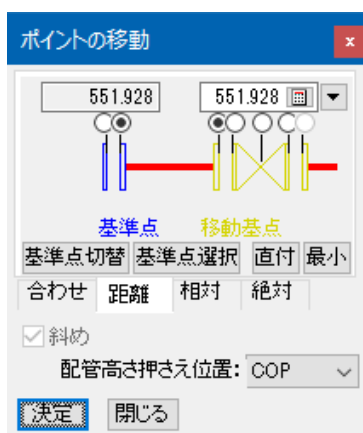 ポイントの移動
x
551.928 551.928
基準点 移動基点
基準点切替 基準点選択 直付 最小
合わせ 距離 相対 絶対
斜め
配管高さ押さえ位置: COP
決定 閉じる